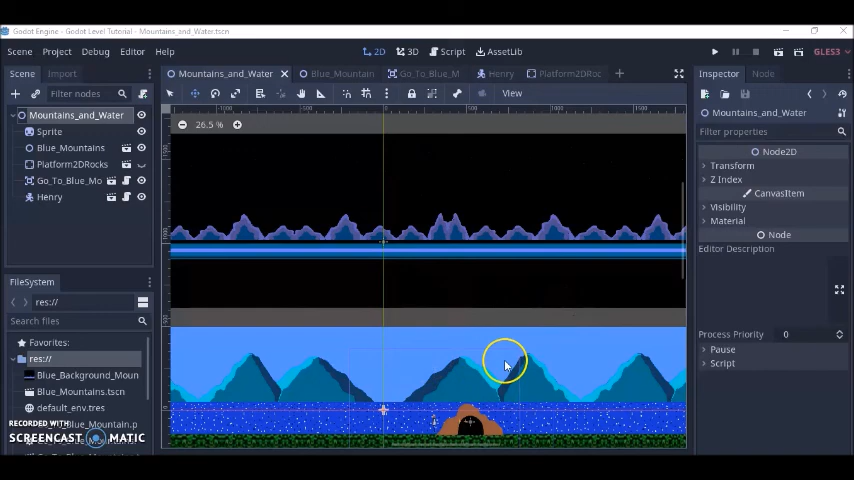 Godot Engine - Godot Level Tutorial - Mountains_and_Water.tscn
Scene Project Debug Editor Help
2D 3D Script AssetLib
GLES3
Scene Import
Mountains_and_Water Blue_Mountain Go_To_Blue_M Henry Platform2DRoc
Inspector Node
Filter nodes
View
Mountains_and_Water
Mountains_and_Water
26.5 %
Filter properties
Sprite
Blue_Mountains
Platform2DRocks
Go_To_Blue_Mo
Henry
Node2D
Transform
Z Index
CanvasItem
Visibility
Material
Node
Editor Description
FileSystem
res://
Search files
Favorites:
res://
Blue_Background_Moun
Blue_Mountains.tscn
default_env.tres
Process Priority 0
Pause
Script
RECORDED WITH
SCREENCAST MATIC